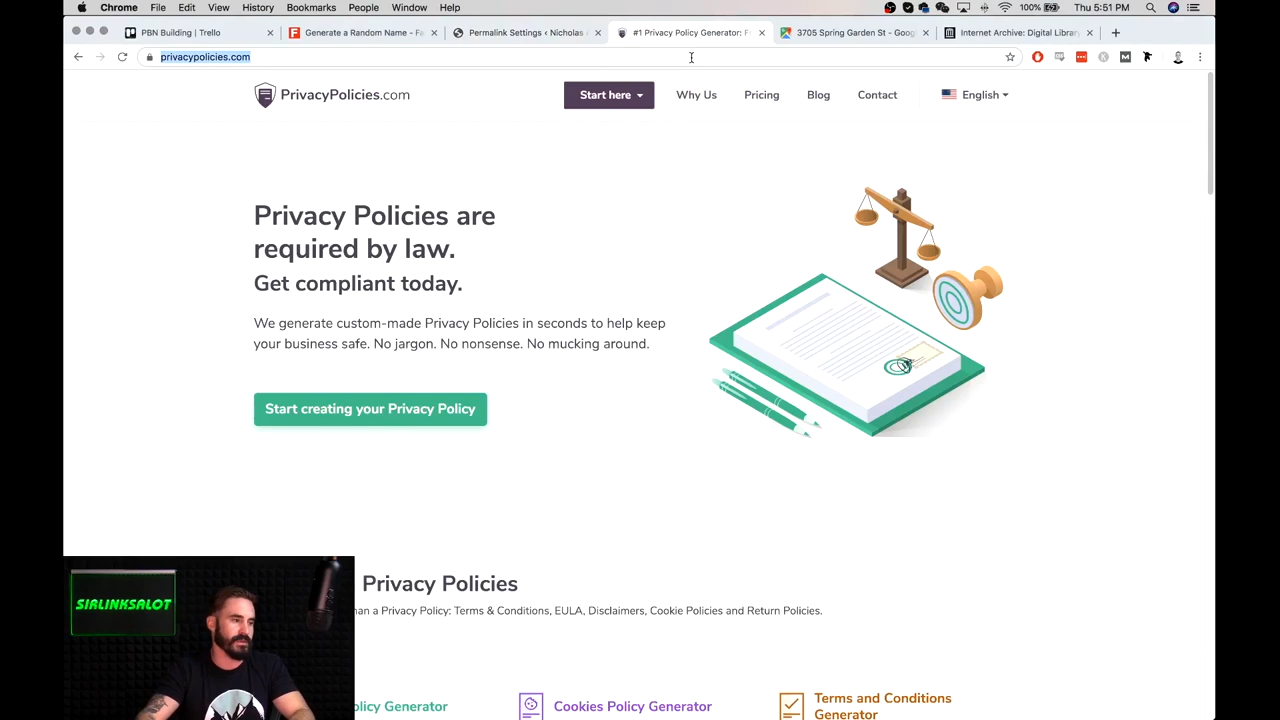 Chrome File Edit View History Bookmarks People Window Help 100% Thu 5:51 PM
PBN Building | Trello
Generate a Random Name - Fa
Permalink Settings ‹ Nicholas
#1 Privacy Policy Generator: F
3705 Spring Garden St - Goog
Internet Archive: Digital Library
privacypolicies.com
PrivacyPolicies.com
Start here Why Us Pricing Blog Contact English
Privacy Policies are
required by law.
Get compliant today.
We generate custom-made Privacy Policies in seconds to help keep
your business safe. No jargon. No nonsense. No mucking around.
Start creating your Privacy Policy
Privacy Policies
han a Privacy Policy: Terms & Conditions, EULA, Disclaimers, Cookie Policies and Return Policies.
SIRLINKSALOT
olicy Generator
Cookies Policy Generator
Terms and Conditions
Generator